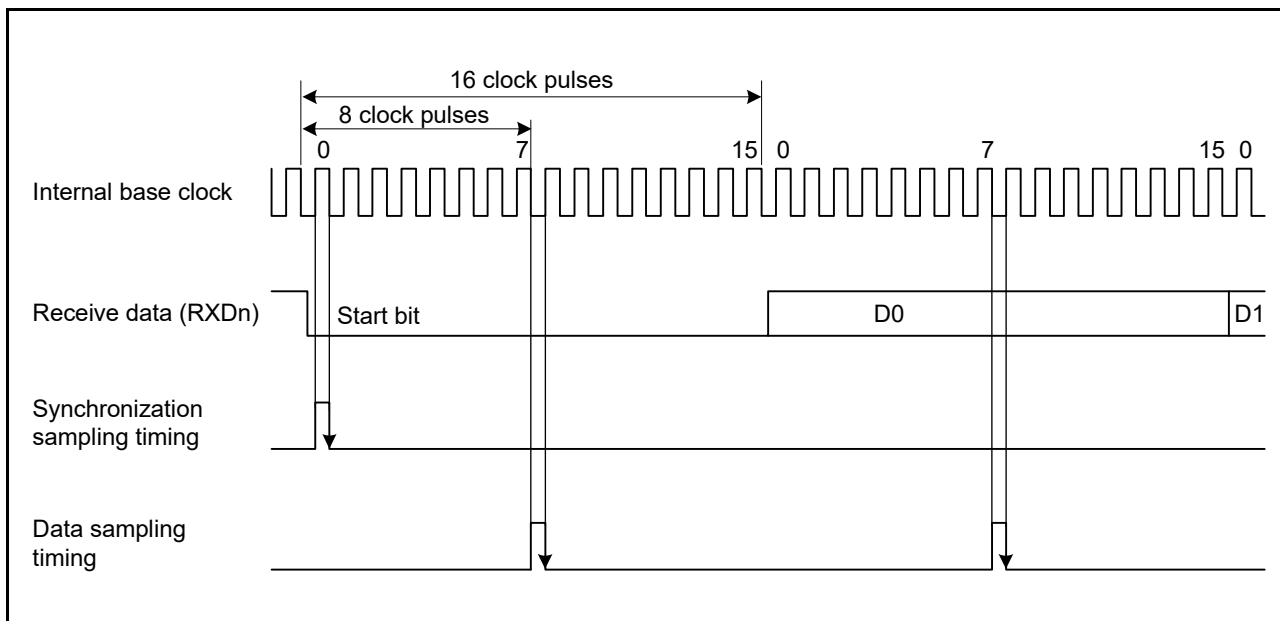 16 clock pulses
8 clock pulses
0 7 15 0 7 15 0
Internal base clock
Receive data (RXDn)
Start bit
D0
D1
Synchronization
sampling timing
Data sampling
timing